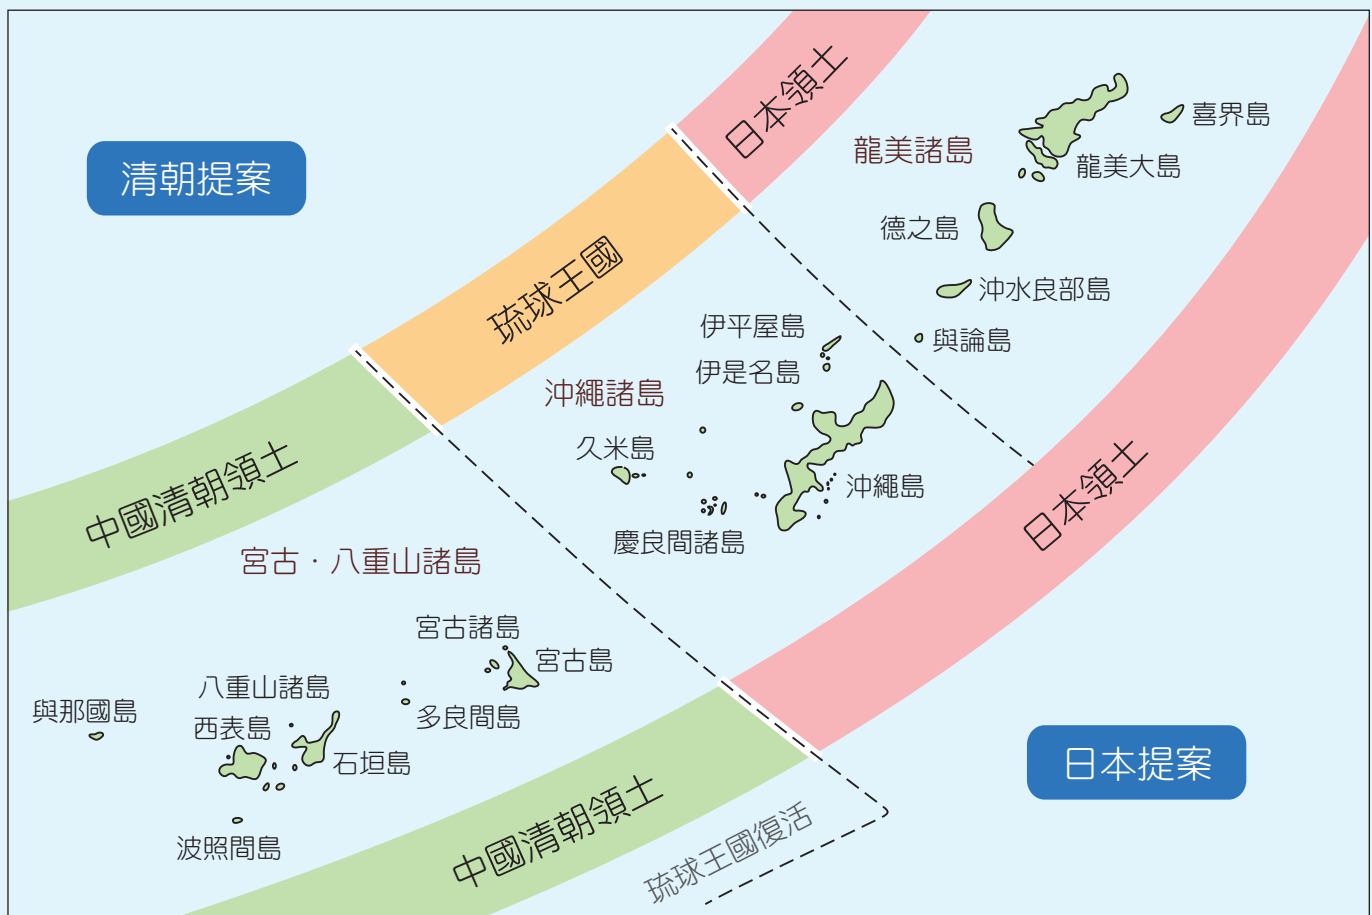 清朝提案
日本領土
琉球王國
中國清朝領土
龍美諸島
喜界島
龍美大島
德之島
沖水良部島
與論島
伊平屋島
伊是名島
沖繩諸島
久米島
沖繩島
慶良間諸島
宮古・八重山諸島
宮古諸島
宮古島
多良間島
八重山諸島
西表島
石垣島
與那國島
波照間島
日本領土
中國清朝領土
琉球王國復活
日本提案